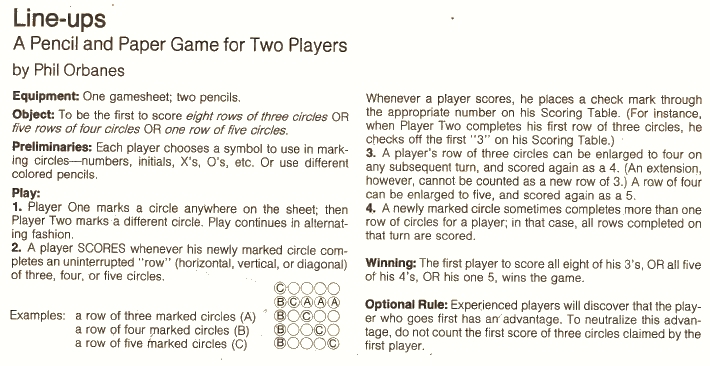 Line-ups
A Pencil and Paper Game for Two Players
by Phil Orbanes
Equipment: One gamesheet; two pencils.
Object: To be the first to score eight rows of three circles OR
five rows of four circles OR one row of five circles.
Preliminaries: Each player chooses a symbol to use in mark-
ing circles—numbers, initials, X's, O's, etc. Or use different
colored pencils.
Play:
1. Player One marks a circle anywhere on the sheet; then
Player Two marks a different circle. Play continues in alternat-
ing fashion.
2. A player SCORES whenever his newly marked circle com-
pletes an uninterrupted "row" (horizontal, vertical, or diagonal)
of three, four, or five circles.
Examples: a row of three marked circles (A)
a row of four marked circles (B)
a row of five marked circles (C)
C
B C A A A
B C
B C
B C
Whenever a player scores, he places a check mark through
the appropriate number on his Scoring Table. (For instance,
when Player Two completes his first row of three circles, he
checks off the first "3" on his Scoring Table.)
3. A player's row of three circles can be enlarged to four on
any subsequent turn, and scored again as a 4. (An extension,
however, cannot be counted as a new row of 3.) A row of four
can be enlarged to five, and scored again as a 5.
4. A newly marked circle sometimes completes more than one
row of circles for a player; in that case, all rows completed on
that turn are scored.
Winning: The first player to score all eight of his 3's, OR all five
of his 4's, OR his one 5, wins the game.
Optional Rule: Experienced players will discover that the play-
er who goes first has an advantage. To neutralize this advan-
tage, do not count the first score of three circles claimed by the
first player.